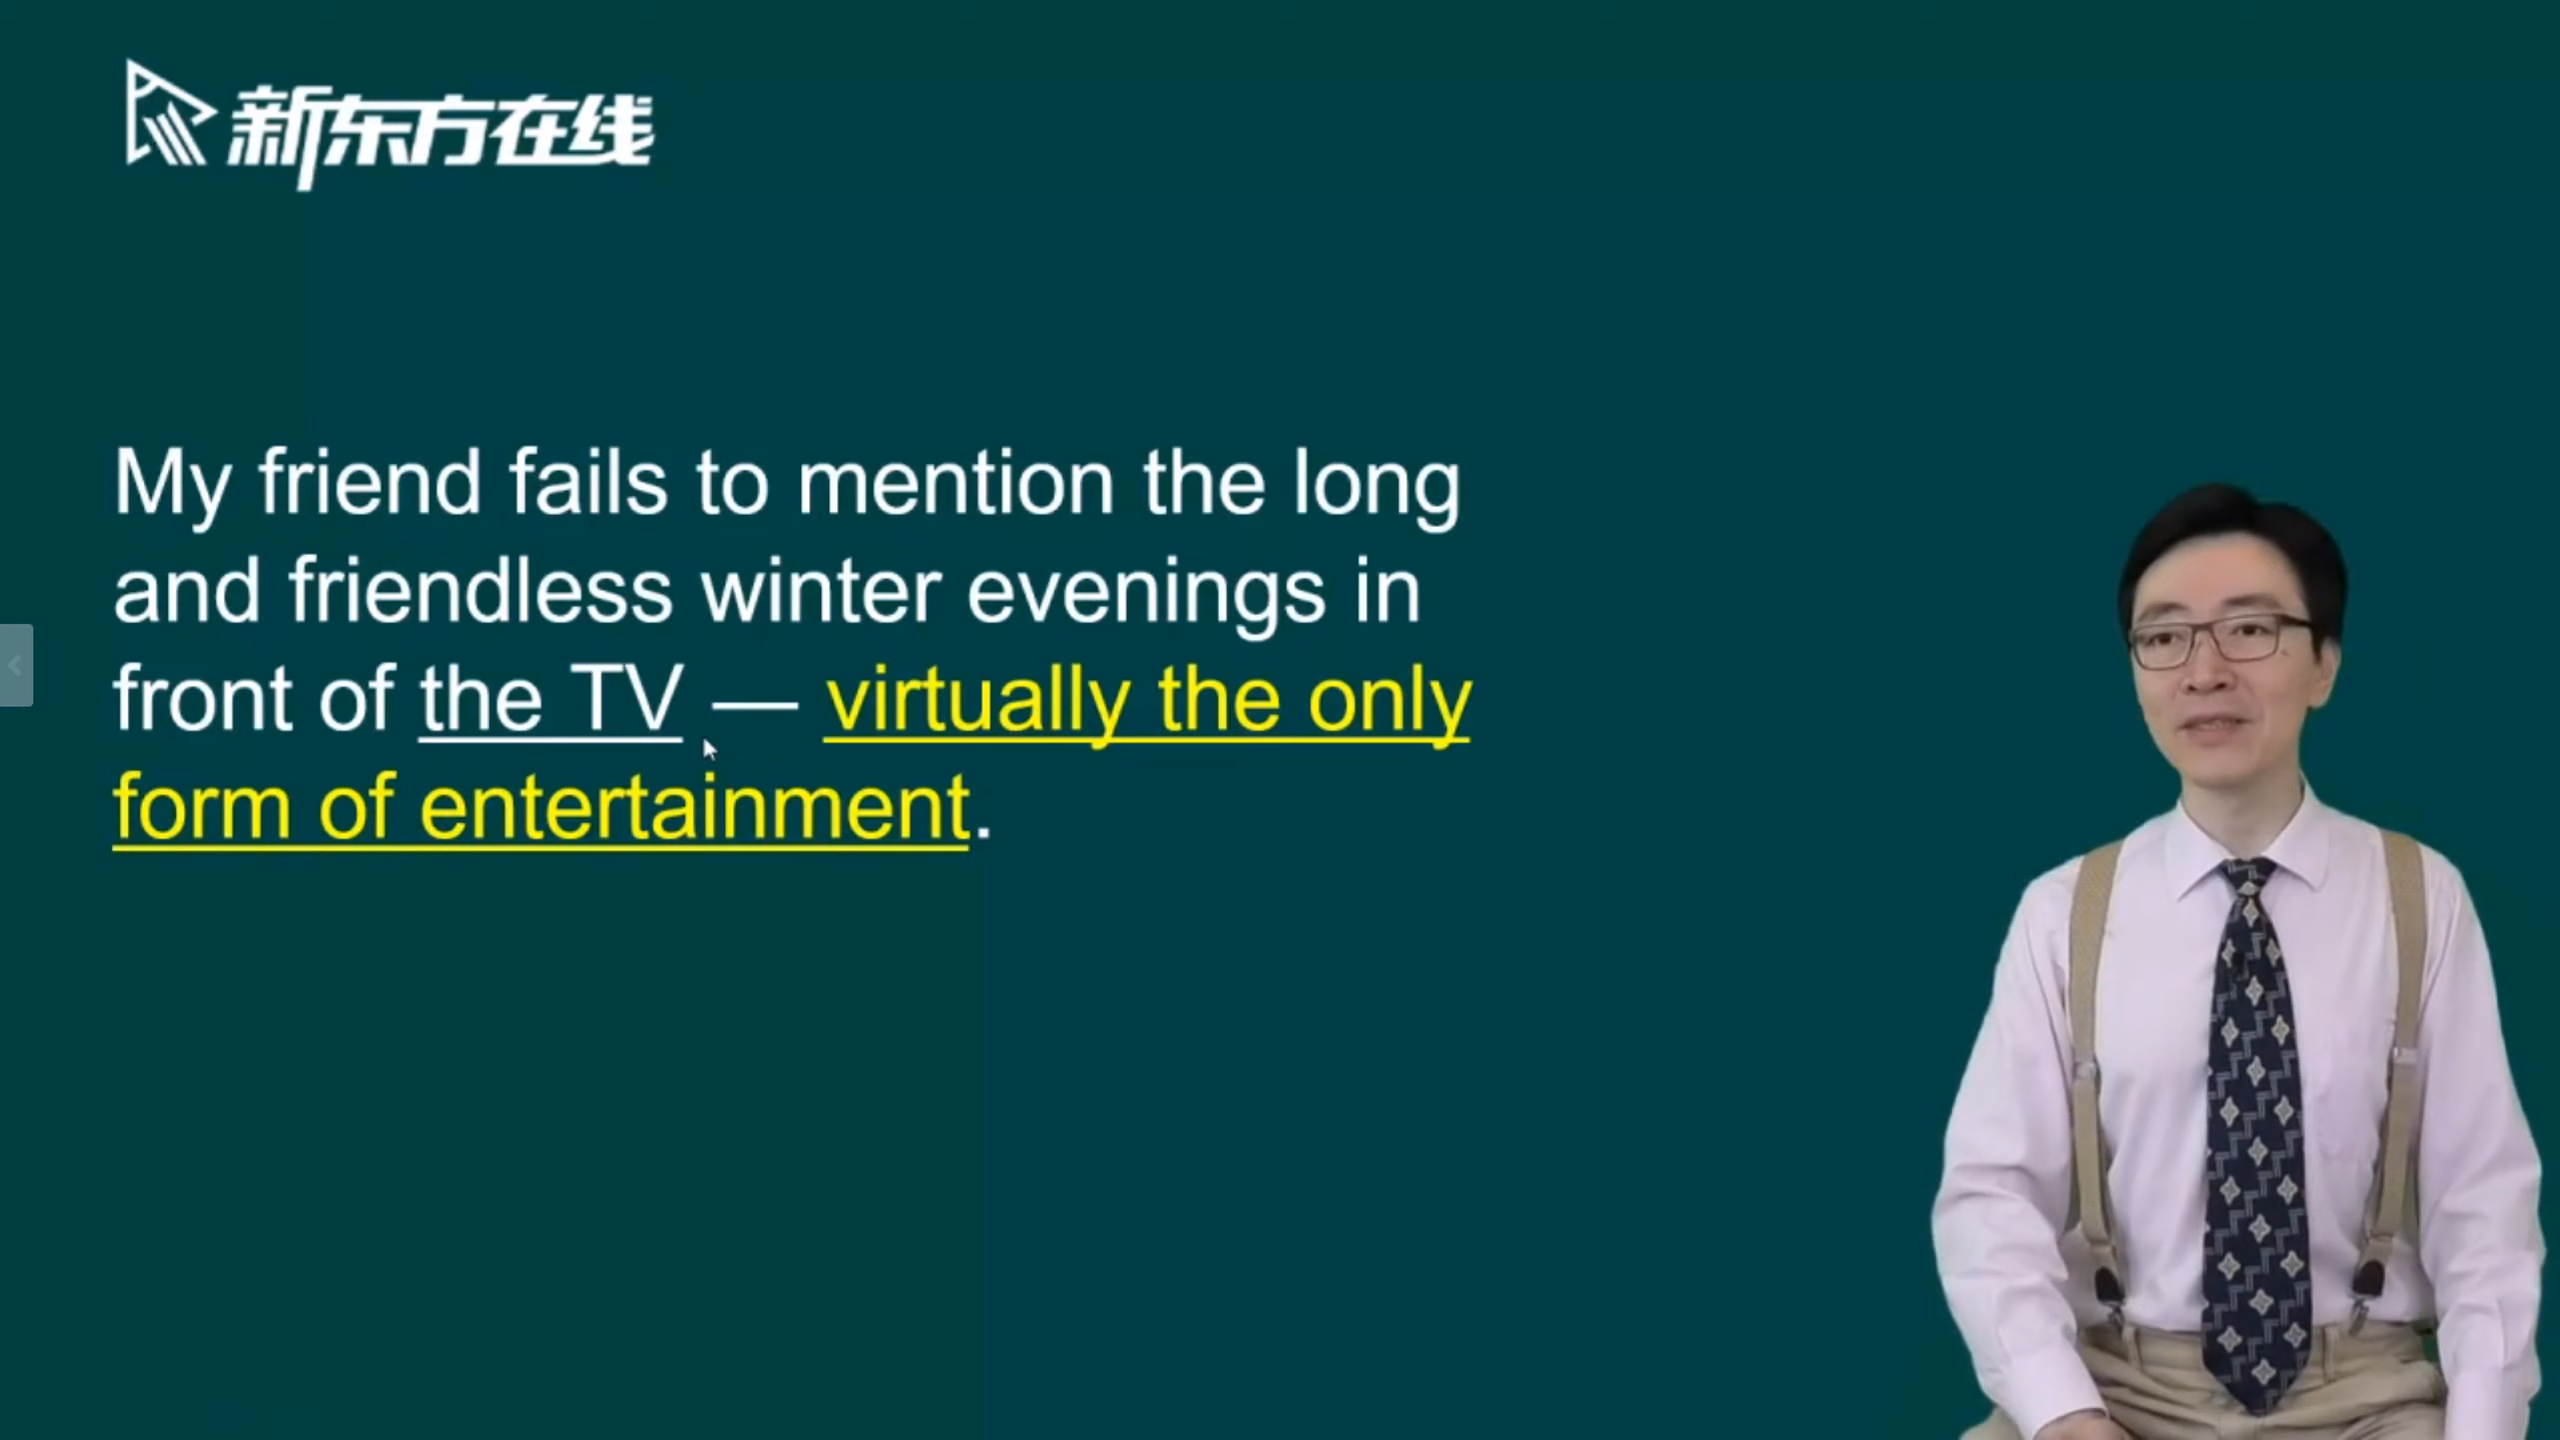 新东方在线
My friend fails to mention the long
and friendless winter evenings in
front of the TV — virtually the only
form of entertainment.